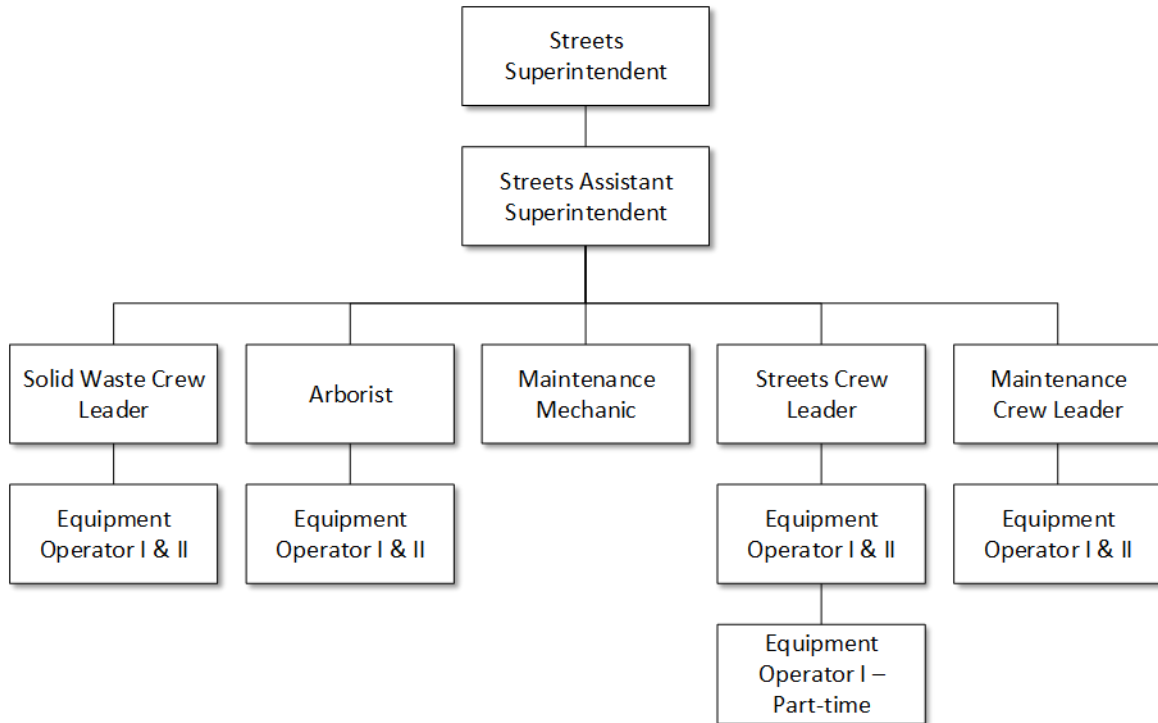 Streets
Superintendent
Streets Assistant
Superintendent
Solid Waste Crew
Leader
Arborist
Maintenance
Mechanic
Streets Crew
Leader
Maintenance
Crew Leader
Equipment
Operator I & II
Equipment
Operator I & II
Equipment
Operator I & II
Equipment
Operator I & II
Equipment
Operator I –
Part-time